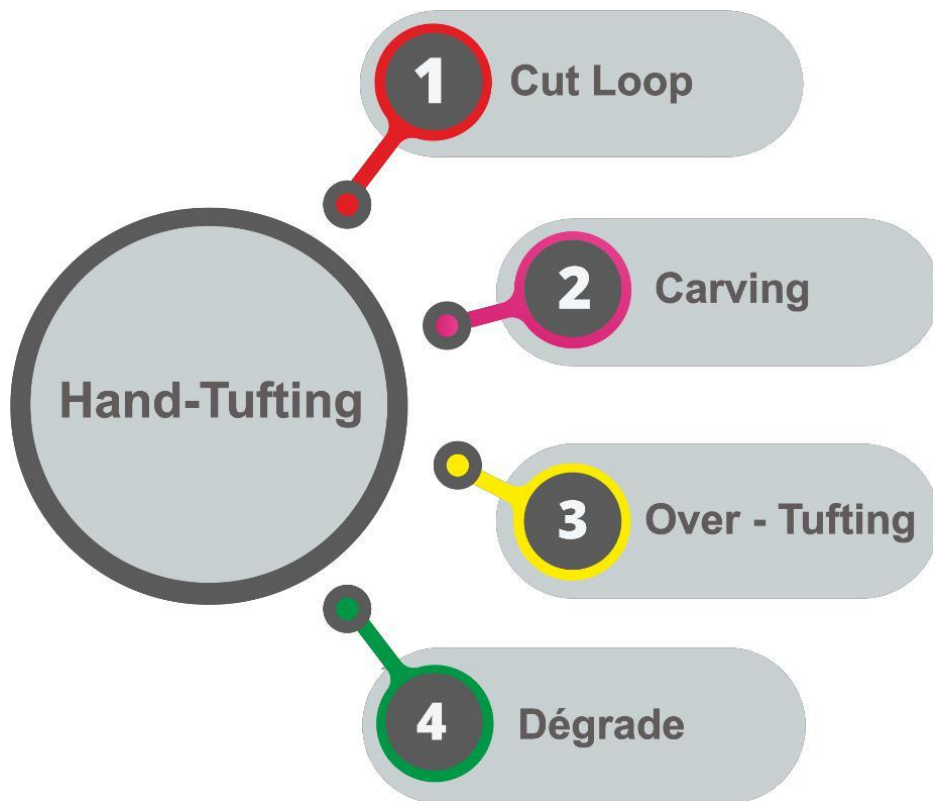 1 Cut Loop
2 Carving
Hand-Tufting
3 Over - Tufting
4 Dégrade